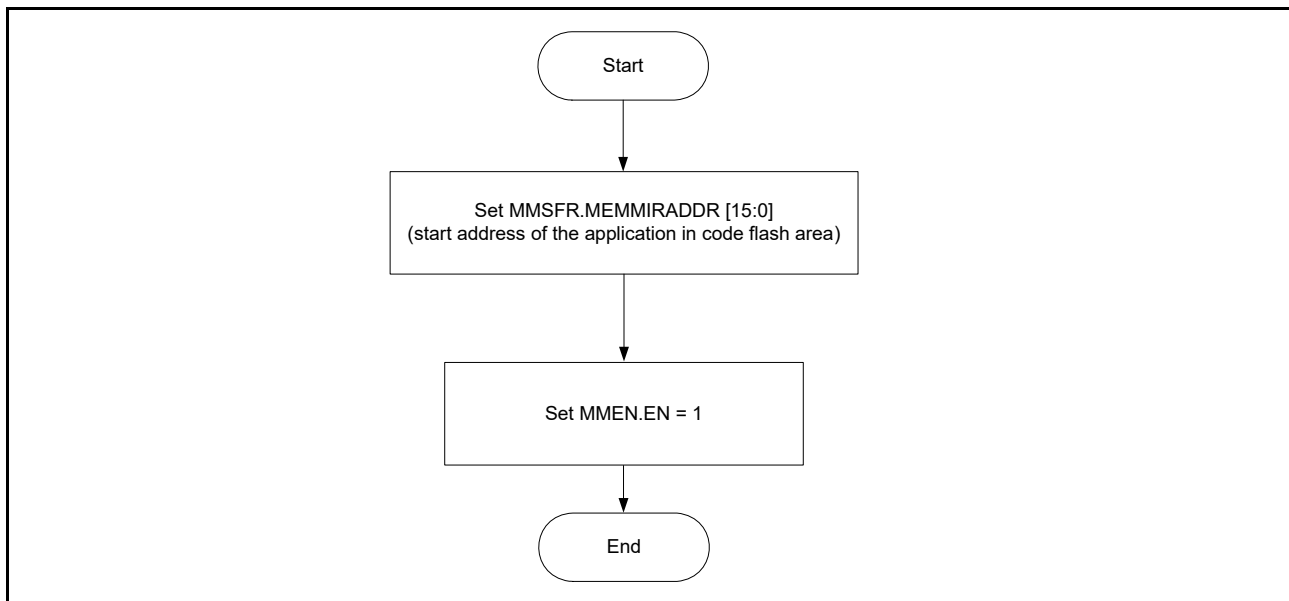 Start
Set MMSFR.MEMMIRADDR [15:0]
(start address of the application in code flash area)
Set MMEN.EN = 1
End